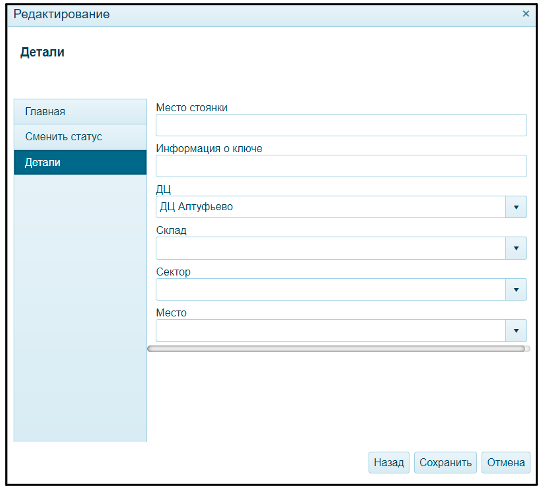 Редактирование
Детали
Главная
Сменить статус
Детали
Место стоянки
Информация о ключе
ДЦ
ДЦ Алтуфьево
Склад
Сектор
Место
Назад Сохранить Отмена